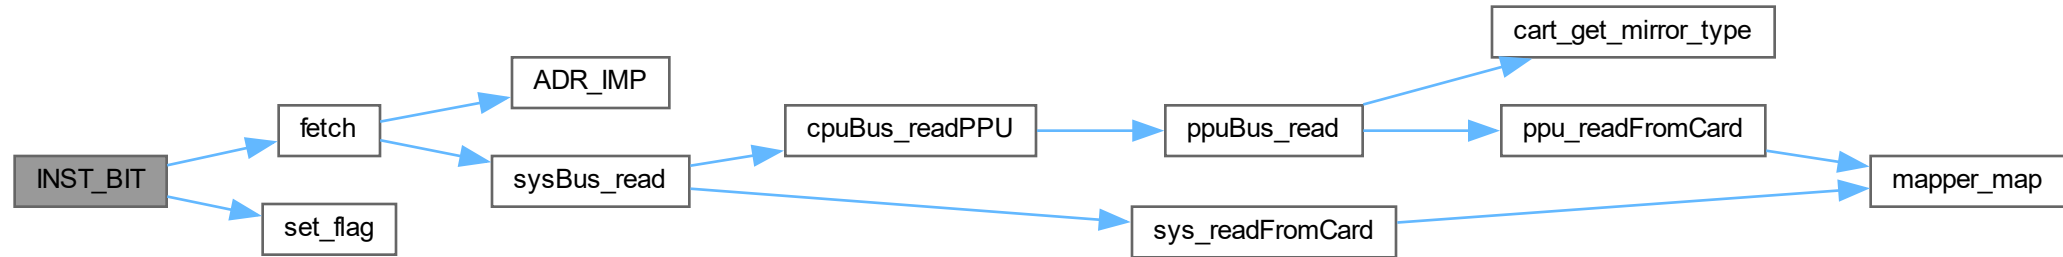 INST_BIT
fetch
set_flag
ADR_IMP
sysBus_read
cpuBus_readPPU
sys_readFromCard
ppuBus_read
cart_get_mirror_type
ppu_readFromCard
mapper_map